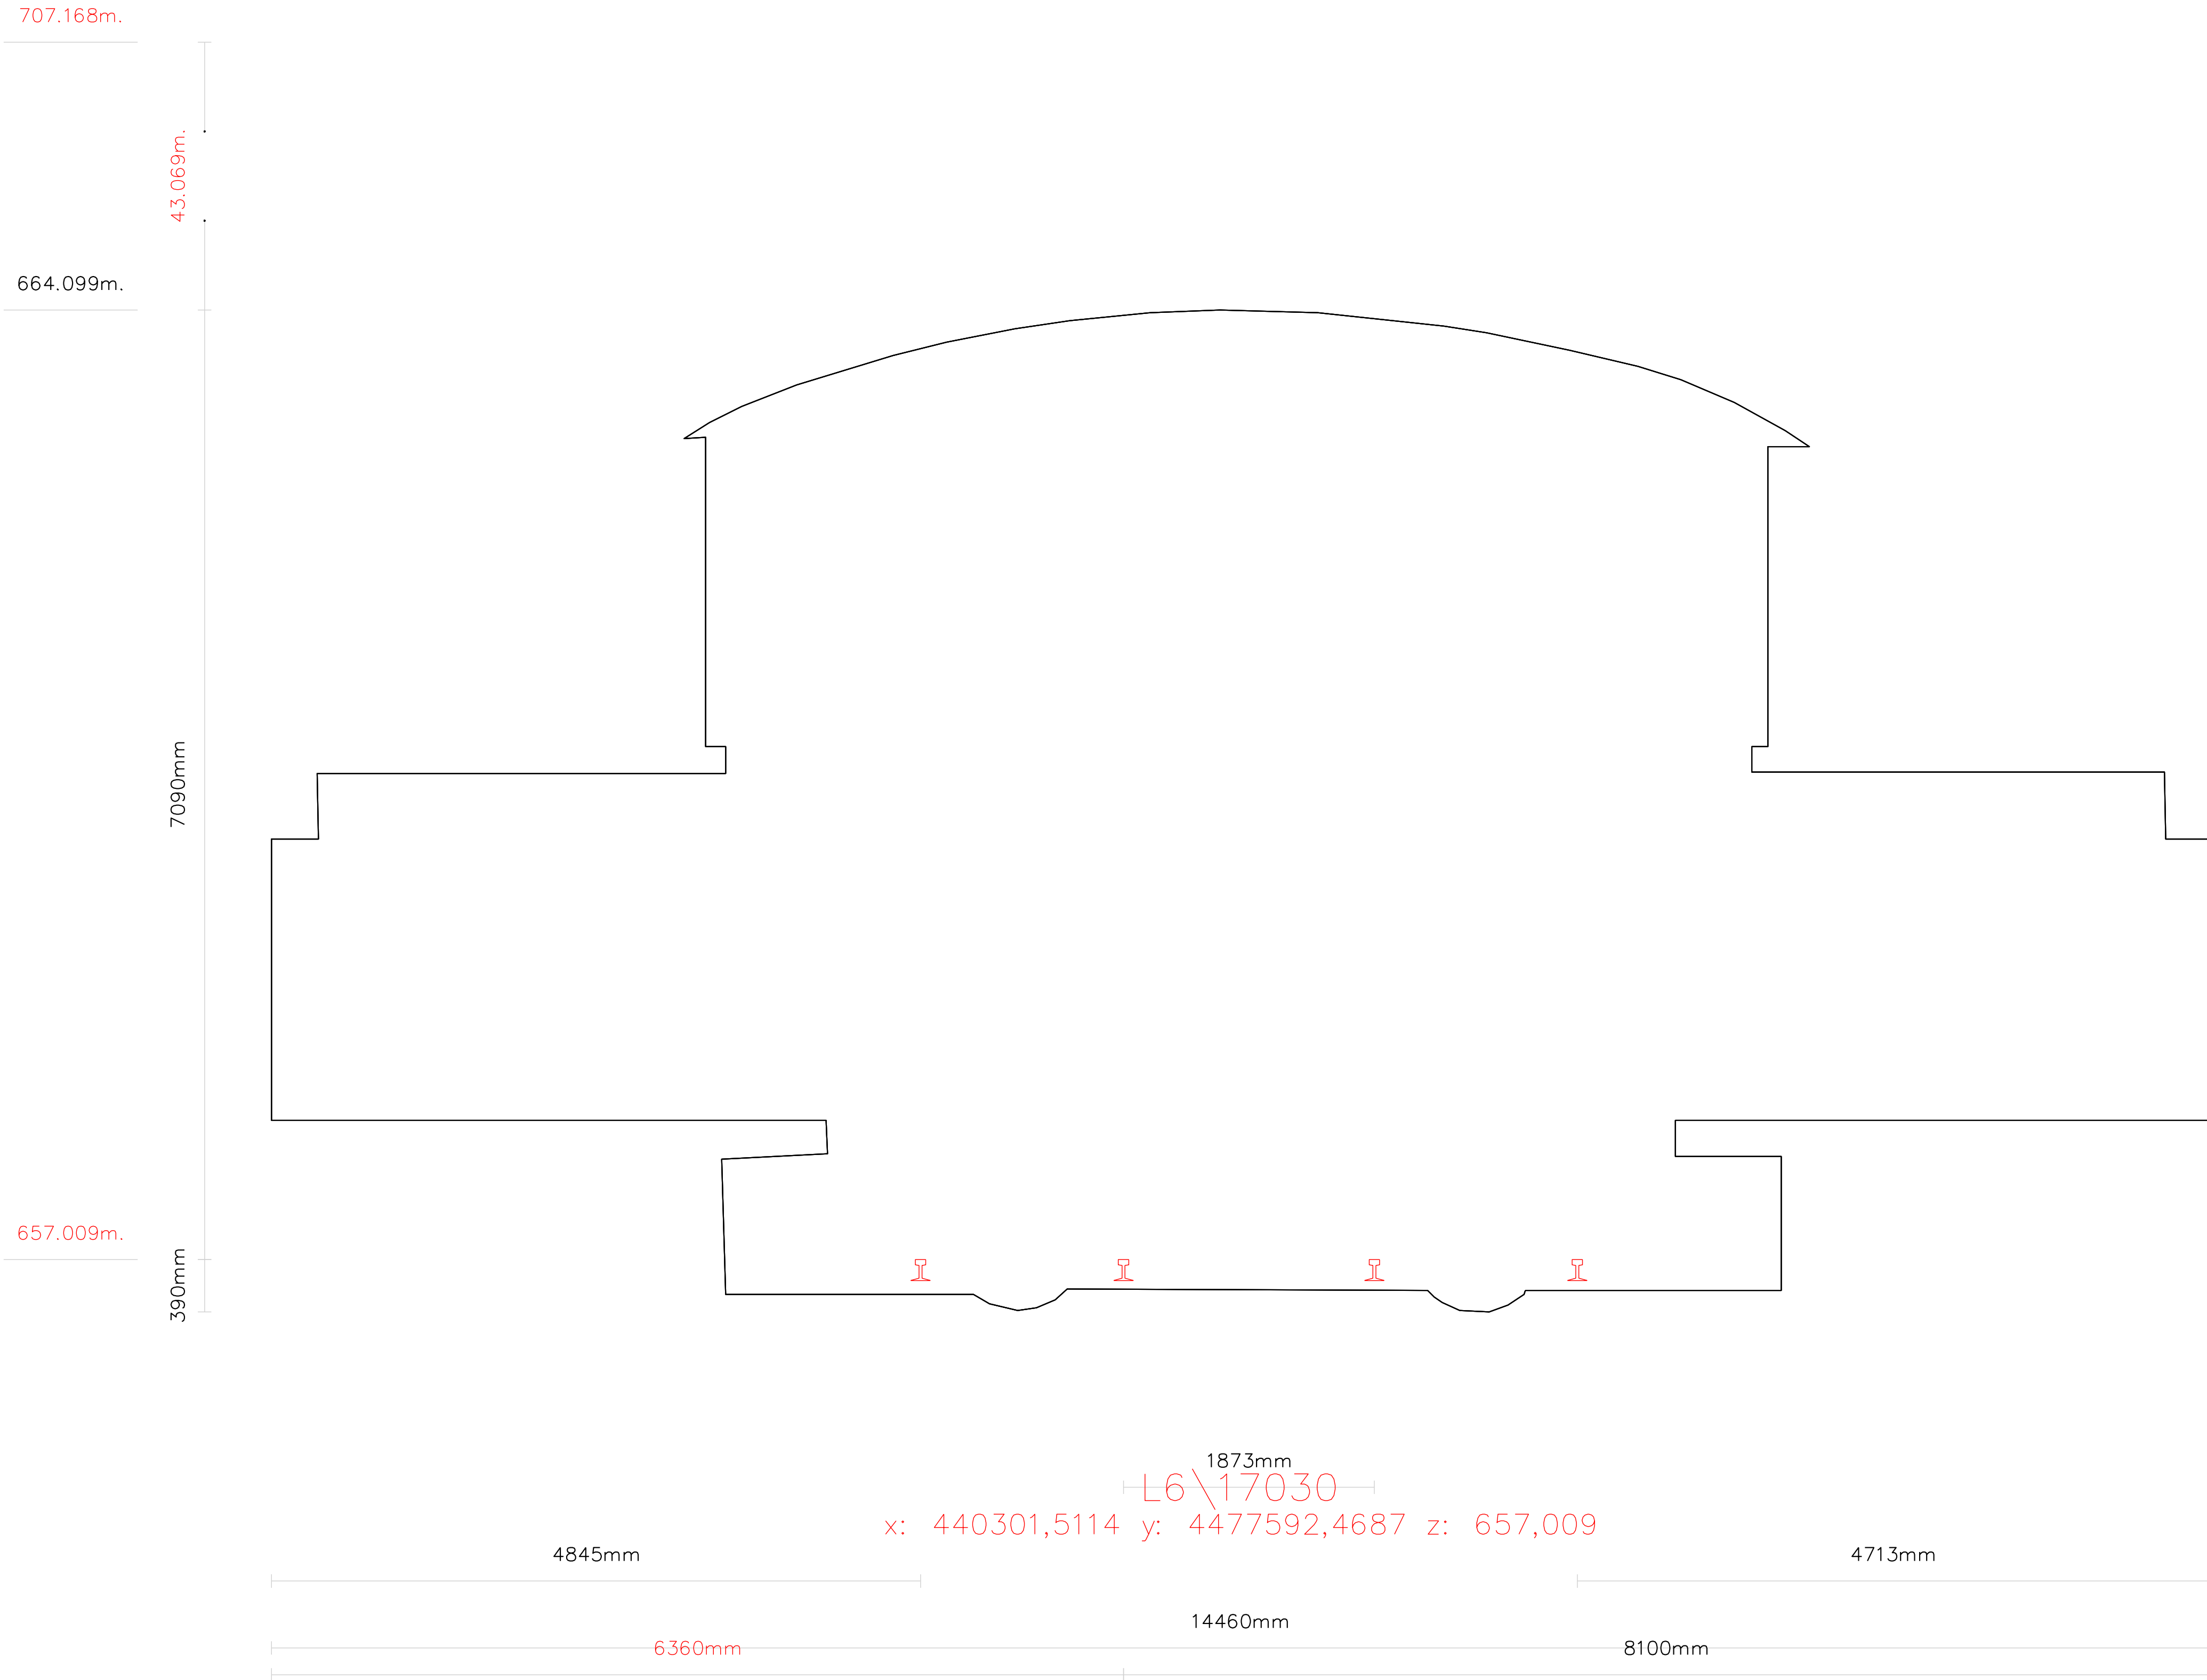 707.168m.
43.069m.
664.099m.
7090mm
657.009m.
390mm
1873mm
L6\17030
x: 440301,5114 y: 4477592,4687 z: 657,009
4845mm
4713mm
14460mm
6360mm
8100mm